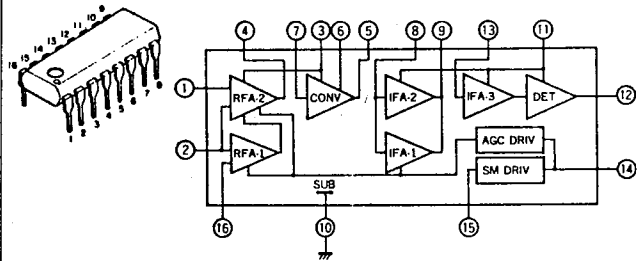 16 15 14 13 12 11 10 9
1 2 3 4 5 6 7 8
4 7 3 6 5 8 9 13 11
1 RFA-2 CONV IFA-2 IFA-3 DET 12
2 RFA-1 IFA-1 AGC DRIV
SM DRIV 14
SUB
16 10 15